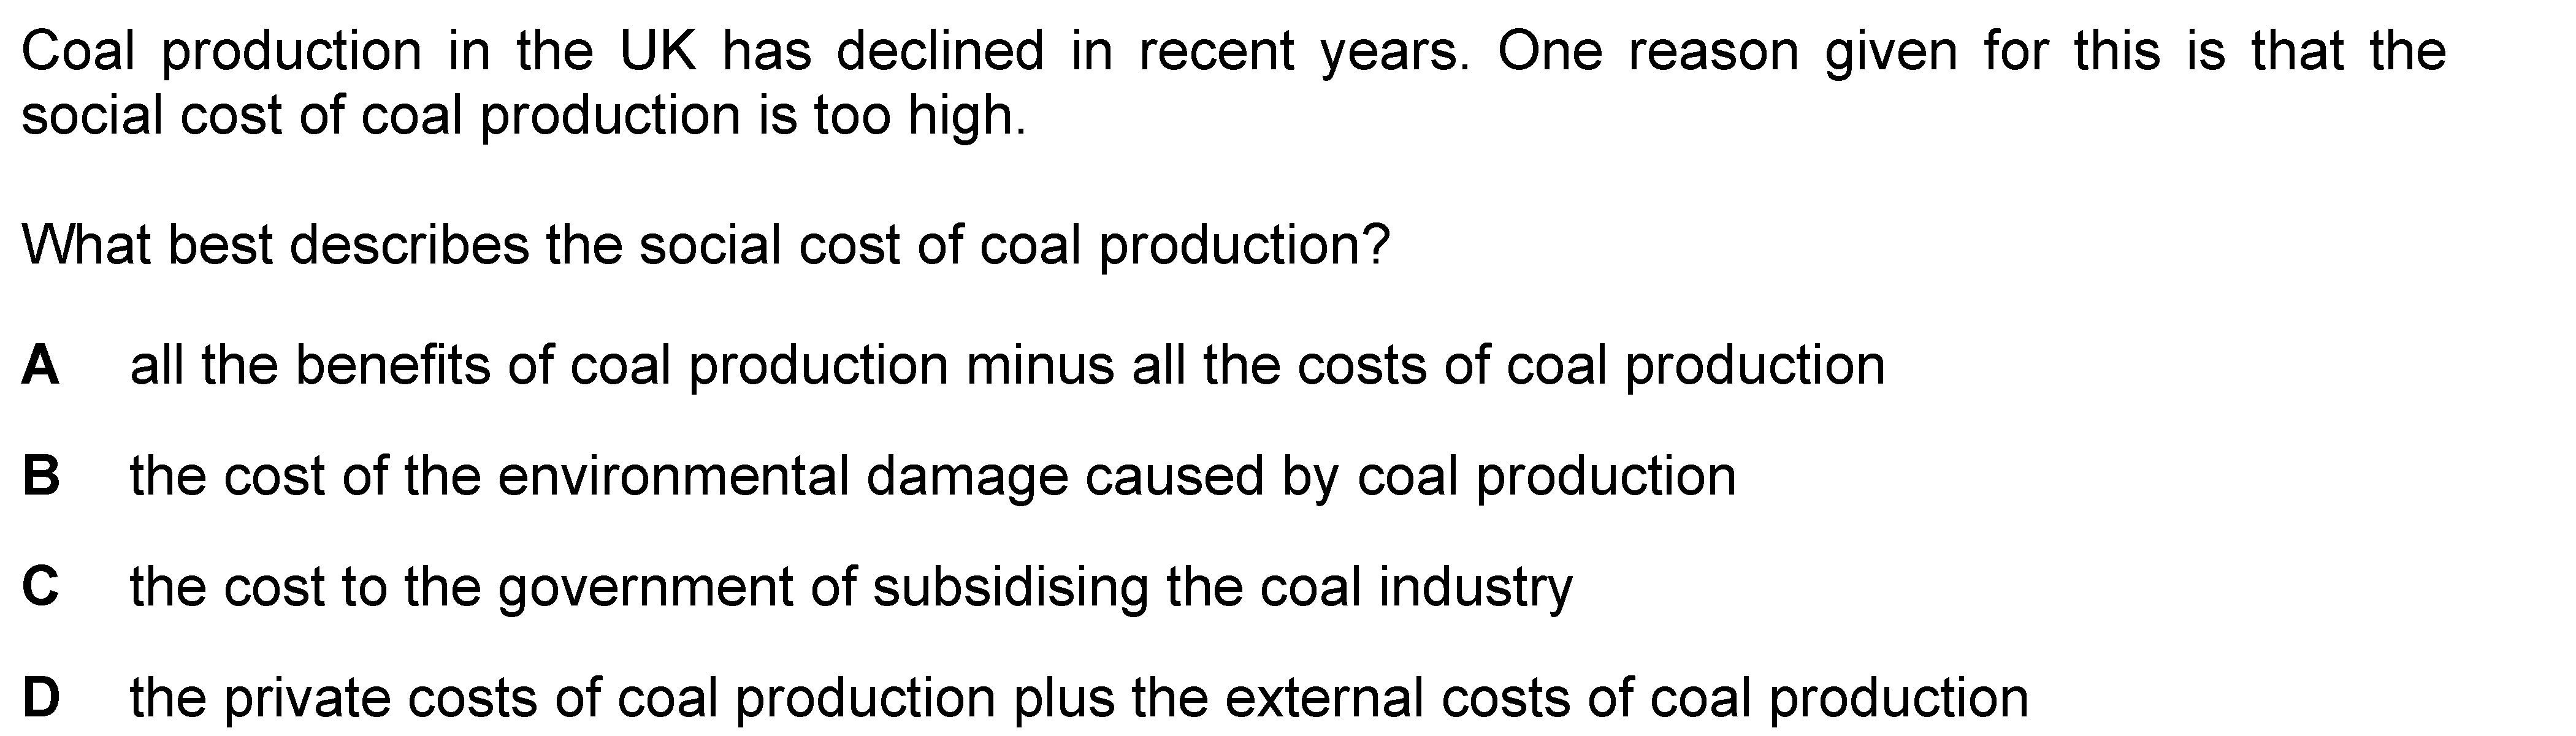 Coal production in the UK has declined in recent years. One reason given for this is that the
social cost of coal production is too high.
What best describes the social cost of coal production?
A all the benefits of coal production minus all the costs of coal production
B the cost of the environmental damage caused by coal production
C the cost to the government of subsidising the coal industry
D the private costs of coal production plus the external costs of coal production